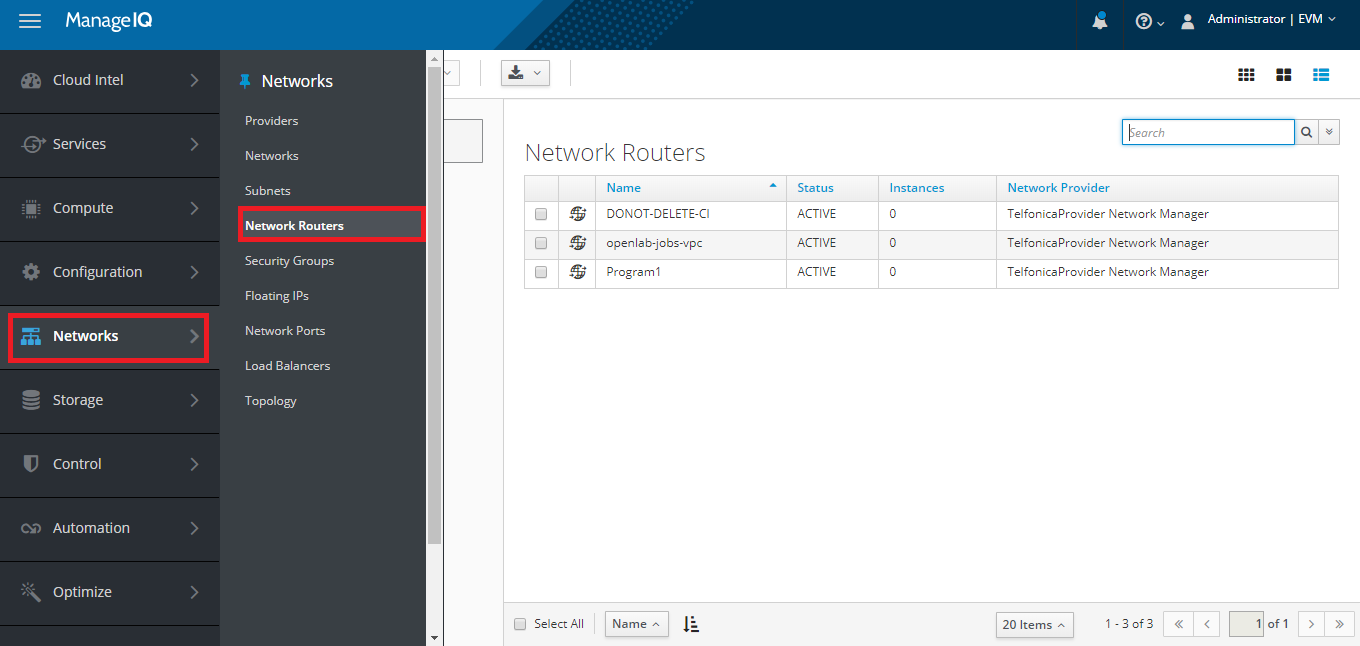 ManageIQ
Administrator | EVM
Cloud Intel
Services
Compute
Configuration
Networks
Storage
Control
Automation
Optimize
Networks
Providers
Networks
Subnets
Network Routers
Security Groups
Floating IPs
Network Ports
Load Balancers
Topology
Search
Network Routers
Name Status Instances Network Provider
DONOT-DELETE-CI ACTIVE 0 TelfonicaProvider Network Manager
openlab-jobs-vpc ACTIVE 0 TelfonicaProvider Network Manager
Program1 ACTIVE 0 TelfonicaProvider Network Manager
Select All Name 20 Items 1 - 3 of 3 1 of 1